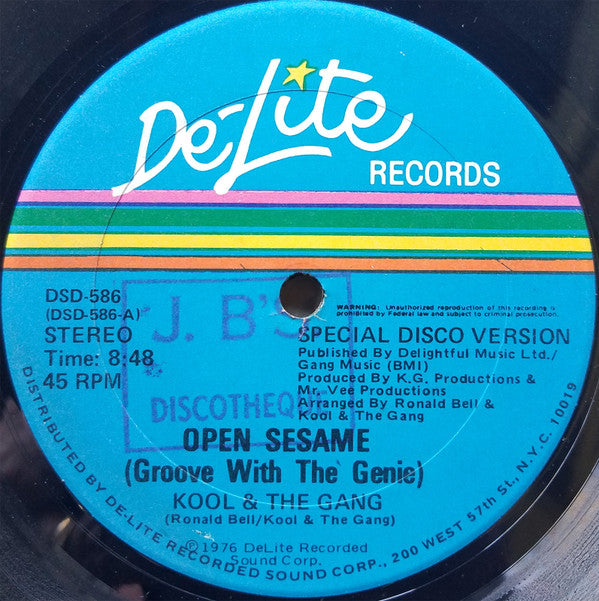 De-Lite
RECORDS
DSD-586
(DSD-586-A)
STEREO
Time: 8:48
45 RPM
J. B'S
DISCOTHEQUE
WARNING: Unauthorized reproduction of this recording is
prohibited by Federal law and subject to criminal prosecution.
SPECIAL DISCO VERSION
Published By Delightful Music Ltd./
Gang Music (BMI)
Produced By K.G. Productions &
Mr. Vee Productions
Arranged By Ronald Bell &
Kool & The Gang
OPEN SESAME
(Groove With The Genie)
KOOL & THE GANG
(Ronald Bell/Kool & The Gang)
©1976 DeLite Recorded
Sound Corp.
DISTRIBUTED BY DE-LITE RECORDED SOUND CORP., 200 WEST 57th St., N.Y.C. 10019